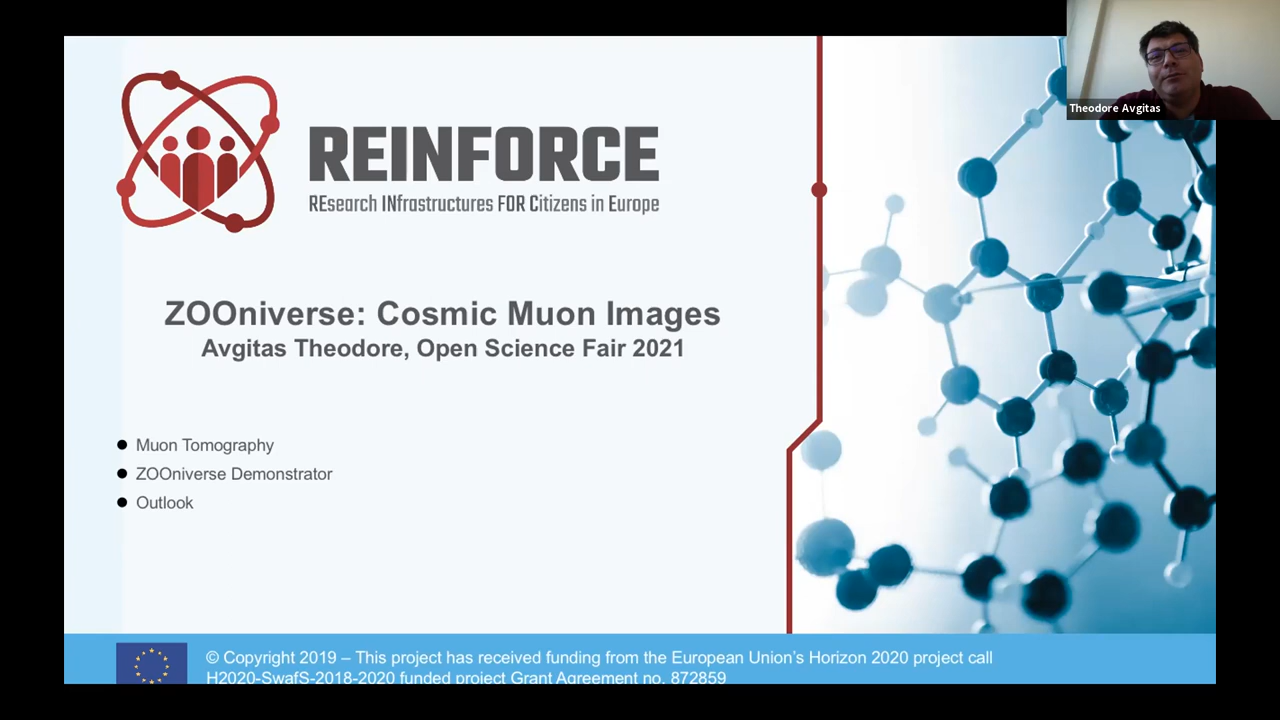 Theodore Avgitas
REINFORCE
REsearch INfrastructures FOR Citizens in Europe
ZOOniverse: Cosmic Muon Images
Avgitas Theodore, Open Science Fair 2021
Muon Tomography
ZOOniverse Demonstrator
Outlook
© Copyright 2019 – This project has received funding from the European Union’s Horizon 2020 project call
H2020-SwafS-2018-2020 funded project Grant Agreement no. 872859